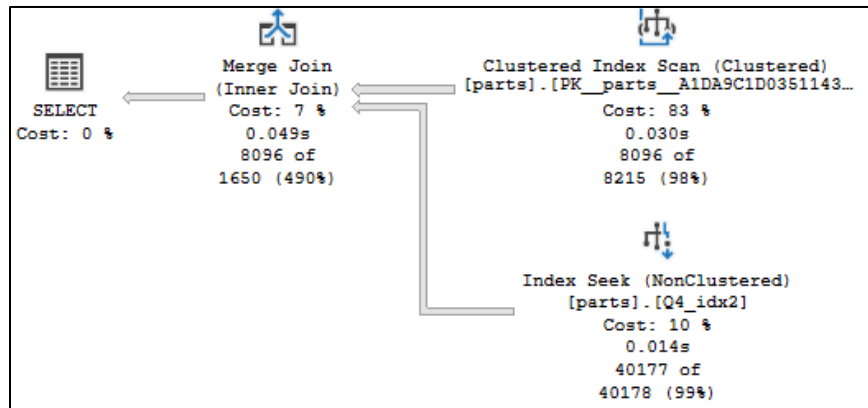 SELECT
Cost: 0 %
Merge Join
(Inner Join)
Cost: 7 %
0.049s
8096 of
1650 (490%)
Clustered Index Scan (Clustered)
[parts].[PK__parts__A1DA9C1D0351143…
Cost: 83 %
0.030s
8096 of
8215 (98%)
Index Seek (NonClustered)
[parts].[Q4_idx2]
Cost: 10 %
0.014s
40177 of
40178 (99%)